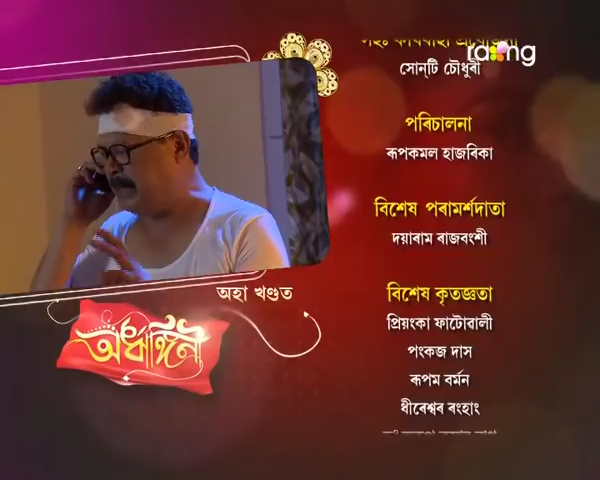 rang
সোন্‌টি চৌধুৰী
পৰিচালনা
ৰূপকমল হাজৰিকা
বিশেষ পৰামৰ্শদাতা
দয়াৰাম ৰাজবংশী
অহা খণ্ডত
অৰ্ধাঙ্গিনী
বিশেষ কৃতজ্ঞতা
প্ৰিয়ংকা ফাটোৱালী
পংকজ দাস
ৰূপম বৰ্মন
ধীৰেশ্বৰ ৰংহাং